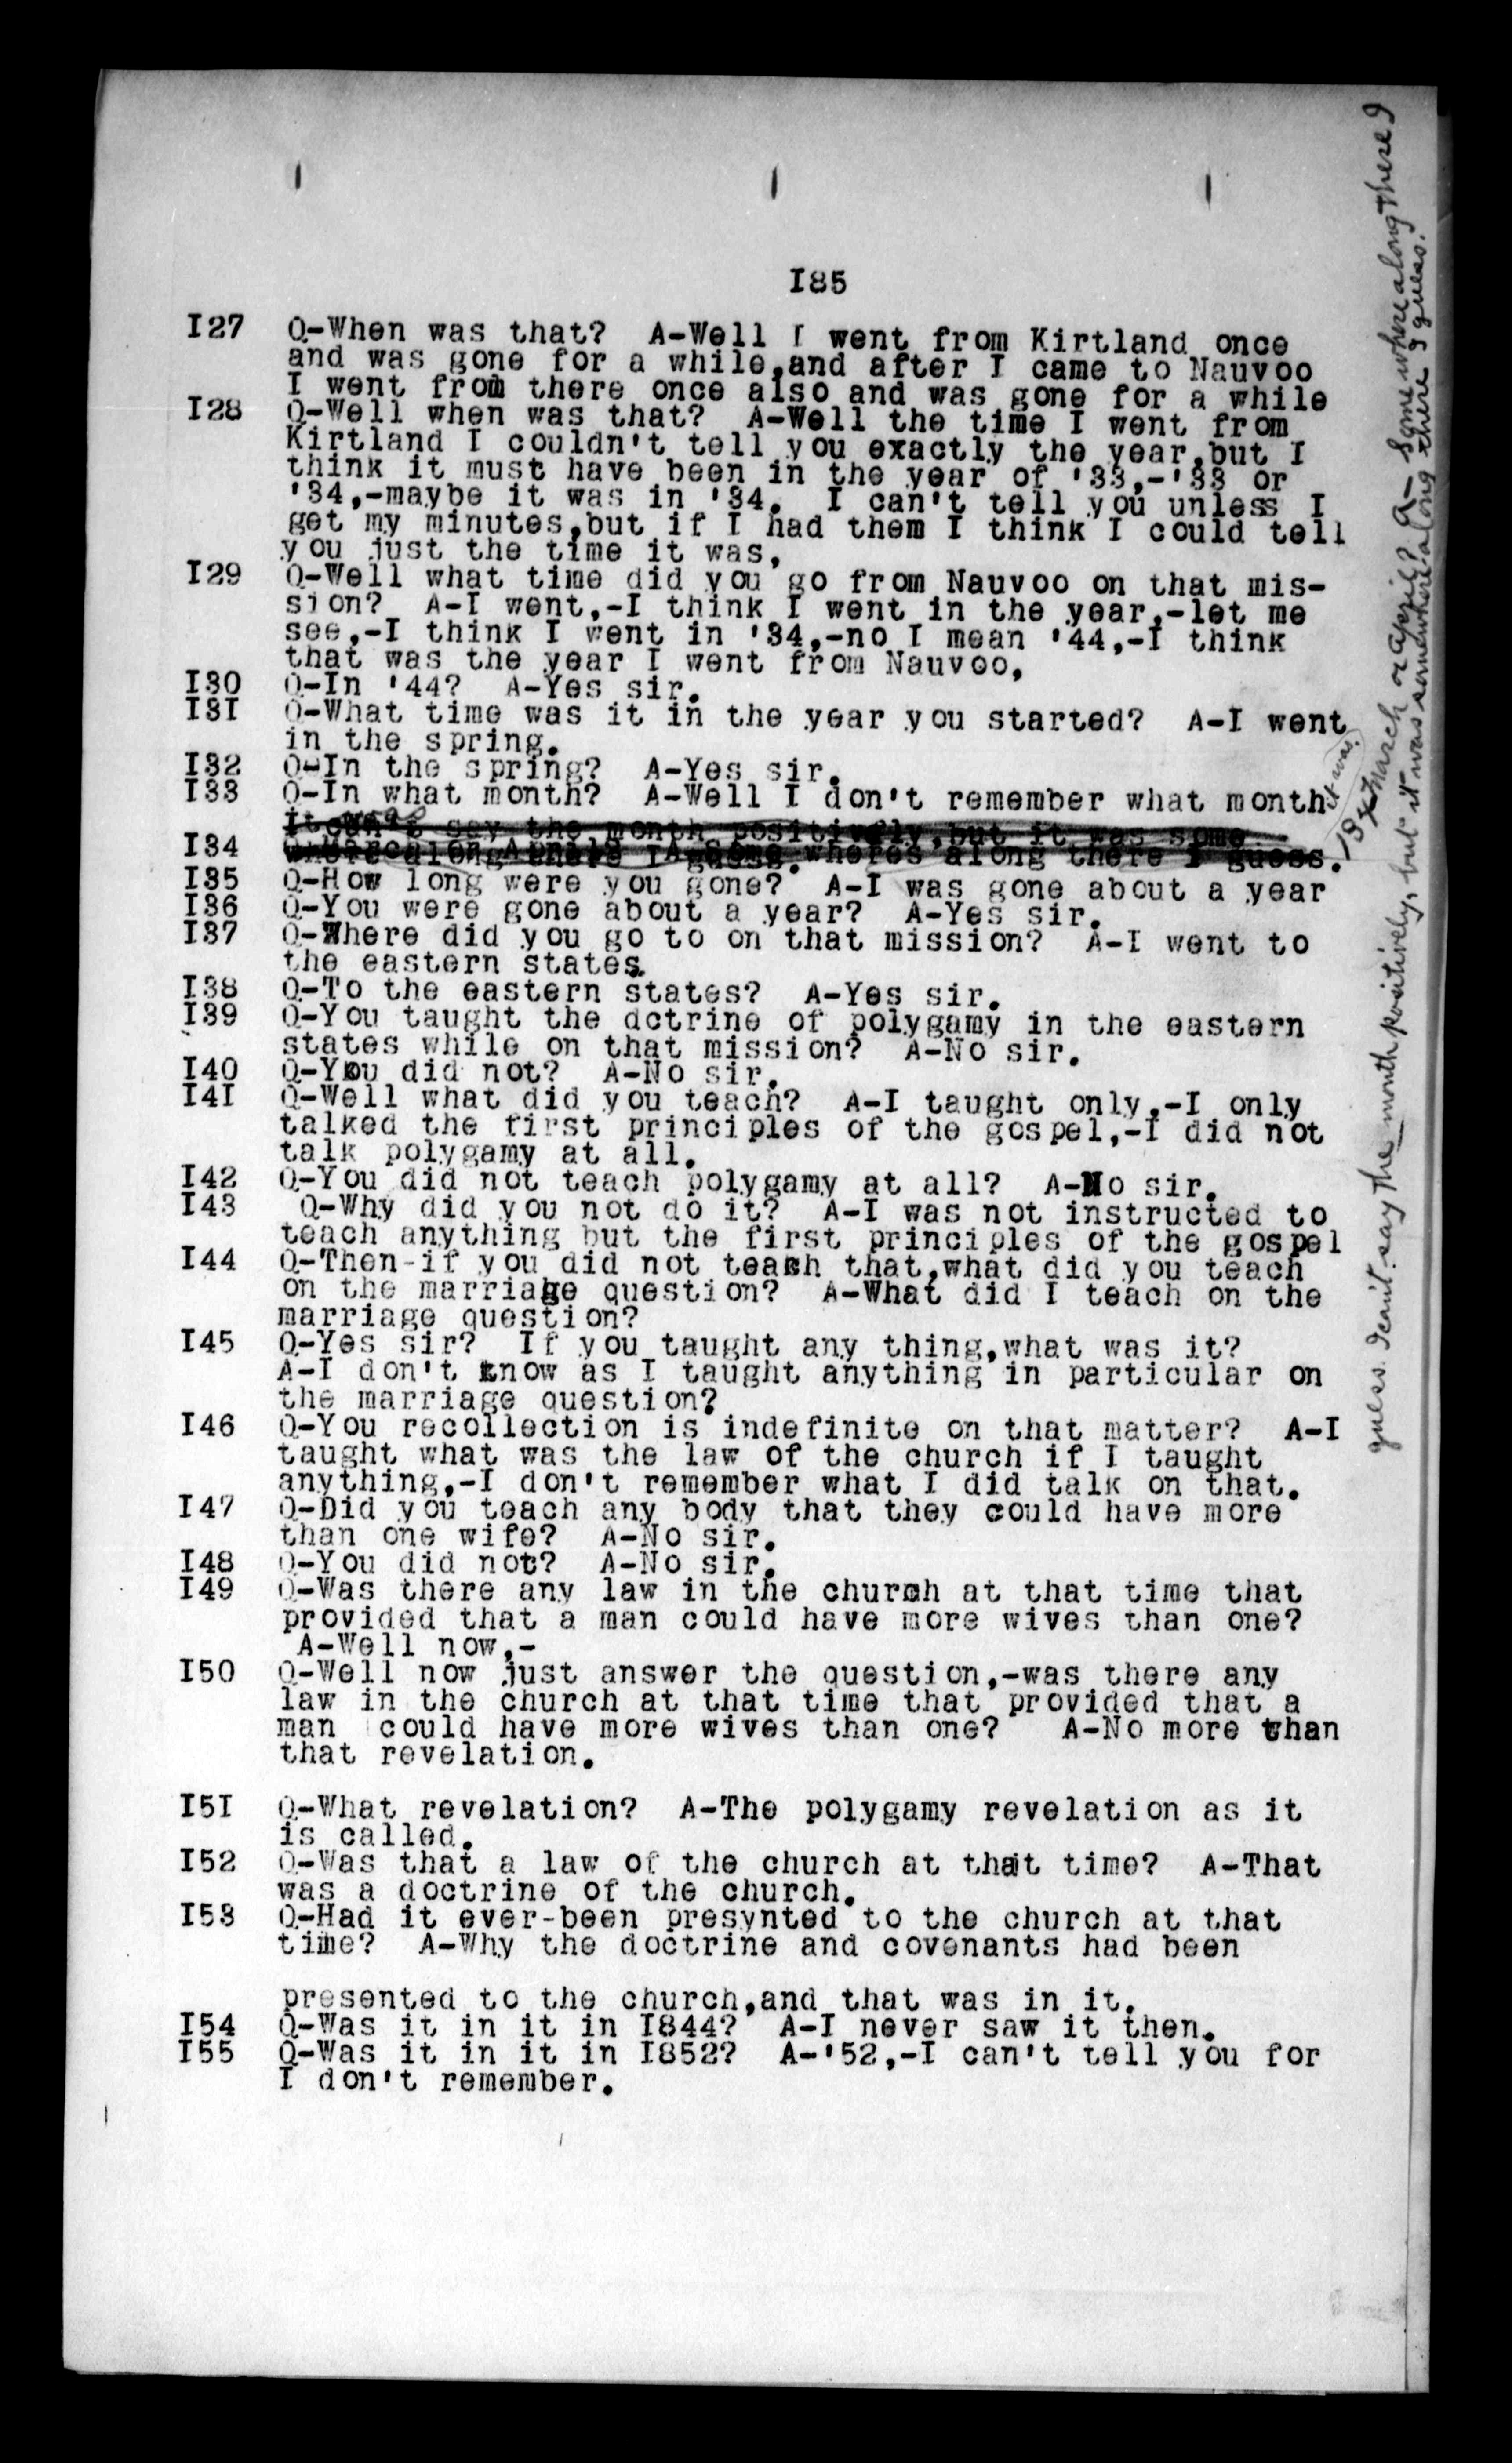 I85
I27 Q-When was that? A-Well I went from Kirtland once
and was gone for a while,and after I came to Nauvoo
I went from there once also and was gone for a while
I28 Q-Well when was that? A-Well the time I went from
Kirtland I couldn't tell you exactly the year,but I
think it must have been in the year of '33,-'33 or
'34,-maybe it was in '34. I can't tell you unless I
get my minutes,but if I had them I think I could tell
you just the time it was.
I29 Q-Well what time did you go from Nauvoo on that mis-
sion? A-I went,-I think I went in the year,-let me
see,-I think I went in '34,-no I mean '44,-I think
that was the year I went from Nauvoo.
I30 Q-In '44? A-Yes sir.
I3I Q-What time was it in the year you started? A-I went
in the spring.
I32 Q-In the spring? A-Yes sir.
I33 Q-In what month? A-Well I don't remember what month
it was.
say the month positively,but it was some
I34 along there I guess. wheres along there I guess.
I35 Q-How long were you gone? A-I was gone about a year
I36 Q-You were gone about a year? A-Yes sir.
I37 Q-Where did you go to on that mission? A-I went to
the eastern states.
I38 Q-To the eastern states? A-Yes sir.
I39 Q-You taught the dctrine of polygamy in the eastern
states while on that mission? A-No sir.
I40 Q-You did not? A-No sir.
I4I Q-Well what did you teach? A-I taught only,-I only
talked the first principles of the gospel,-I did not
talk polygamy at all.
I42 Q-You did not teach polygamy at all? A-No sir.
I43 Q-Why did you not do it? A-I was not instructed to
teach anything but the first principles of the gospel
I44 Q-Then-if you did not teach that,what did you teach
on the marriage question? A-What did I teach on the
marriage question?
I45 Q-Yes sir? If you taught any thing,what was it?
A-I don't know as I taught anything in particular on
the marriage question?
I46 Q-You recollection is indefinite on that matter? A-I
taught what was the law of the church if I taught
anything,-I don't remember what I did talk on that.
I47 Q-Did you teach any body that they could have more
than one wife? A-No sir.
I48 Q-You did not? A-No sir.
I49 Q-Was there any law in the church at that time that
provided that a man could have more wives than one?
A-Well now,-
I50 Q-Well now just answer the question,-was there any
law in the church at that time that provided that a
man could have more wives than one? A-No more than
that revelation.
I5I Q-What revelation? A-The polygamy revelation as it
is called.
I52 Q-Was that a law of the church at that time? A-That
was a doctrine of the church.
I53 Q-Had it ever-been presynted to the church at that
time? A-Why the doctrine and covenants had been
presented to the church,and that was in it.
I54 Q-Was it in it in I844? A-I never saw it then.
I55 Q-Was it in it in I852? A-'52,-I can't tell you for
I don't remember.
134 Q March or April? A- Some where along there I
guess. I can't say the month positively, but it was somewhere along there I guess.